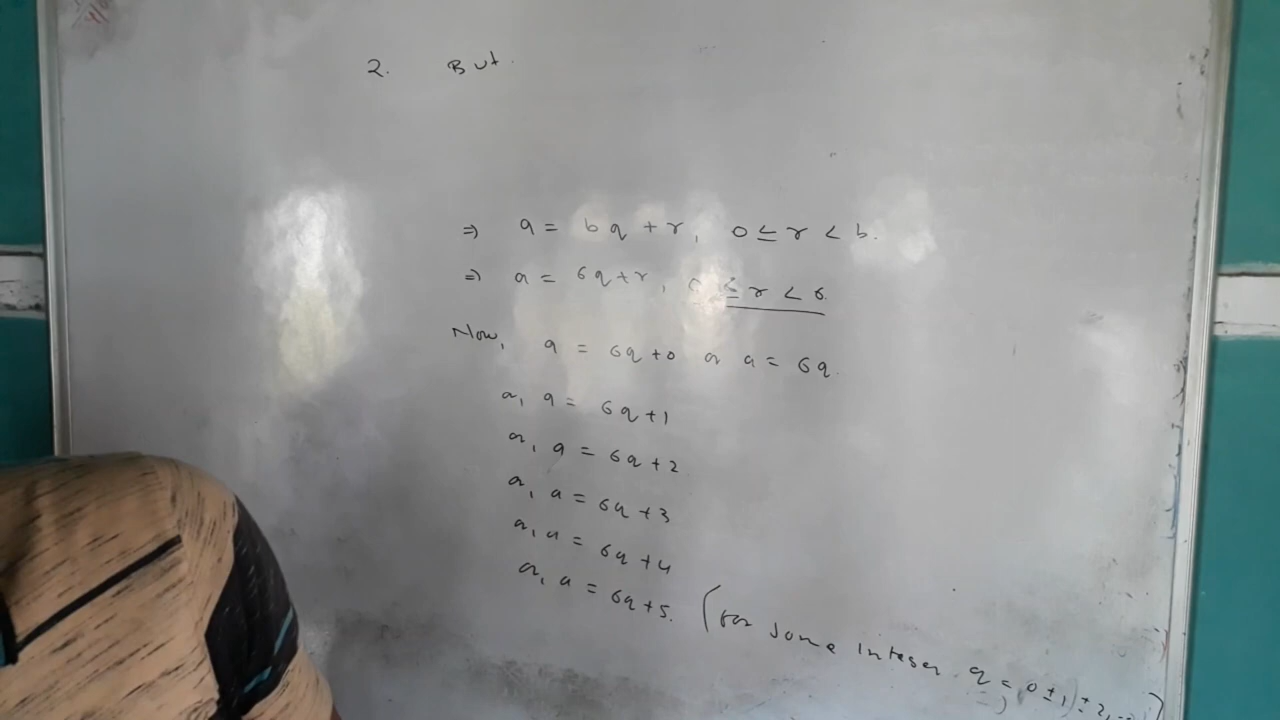 2. But.
⇒ a = bq + r, 0 ≤ r < b.
⇒ a = 6q + r, 0 ≤ r < 6.
Now, a = 6q + 0 or a = 6q.
or, a = 6q + 1
or, a = 6q + 2.
or, a = 6q + 3
or, a = 6q + 4
or, a = 6q + 5. (for some integer q = 0 ± 1, ± 2,